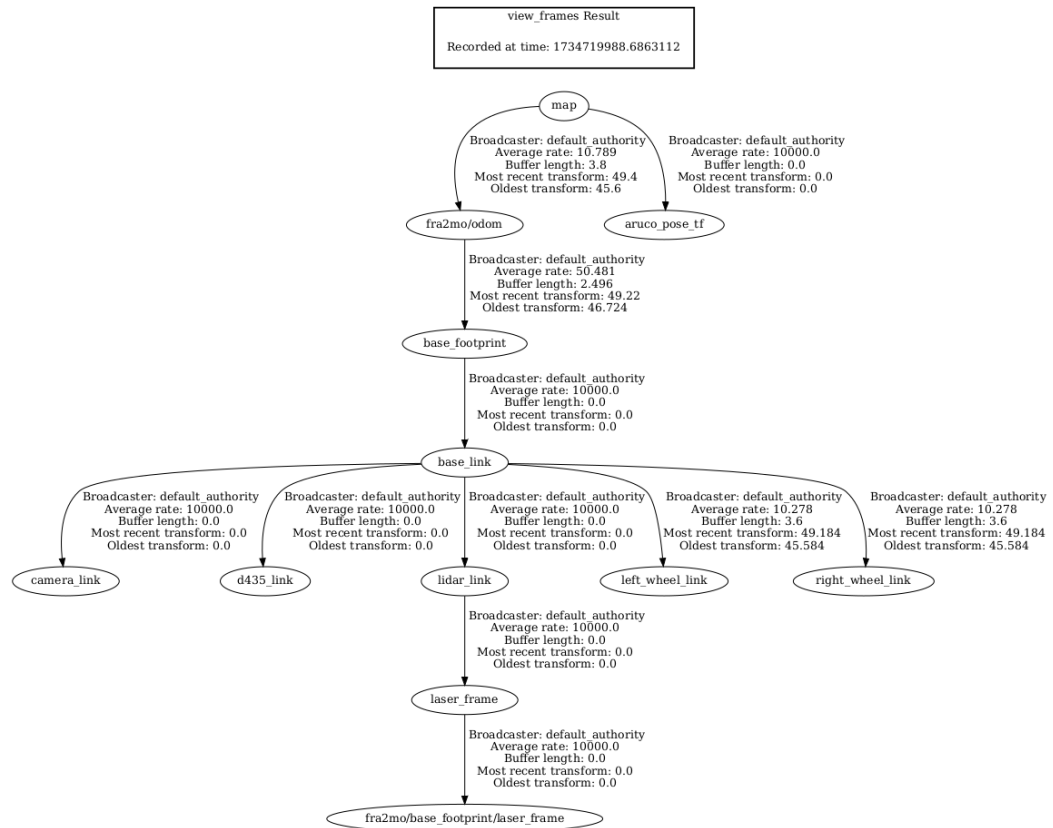 view_frames Result
Recorded at time: 1734719988.6863112
map
Broadcaster: default_authority
Average rate: 10.789
Buffer length: 3.8
Most recent transform: 49.4
Oldest transform: 45.6
Broadcaster: default_authority
Average rate: 10000.0
Buffer length: 0.0
Most recent transform: 0.0
Oldest transform: 0.0
fra2mo/odom
aruco_pose_tf
Broadcaster: default_authority
Average rate: 50.481
Buffer length: 2.496
Most recent transform: 49.22
Oldest transform: 46.724
base_footprint
Broadcaster: default_authority
Average rate: 10000.0
Buffer length: 0.0
Most recent transform: 0.0
Oldest transform: 0.0
base_link
Broadcaster: default_authority
Average rate: 10000.0
Buffer length: 0.0
Most recent transform: 0.0
Oldest transform: 0.0
Broadcaster: default_authority
Average rate: 10000.0
Buffer length: 0.0
Most recent transform: 0.0
Oldest transform: 0.0
Broadcaster: default_authority
Average rate: 10000.0
Buffer length: 0.0
Most recent transform: 0.0
Oldest transform: 0.0
Broadcaster: default_authority
Average rate: 10.278
Buffer length: 3.6
Most recent transform: 49.184
Oldest transform: 45.584
Broadcaster: default_authority
Average rate: 10.278
Buffer length: 3.6
Most recent transform: 49.184
Oldest transform: 45.584
camera_link
d435_link
lidar_link
left_wheel_link
right_wheel_link
Broadcaster: default_authority
Average rate: 10000.0
Buffer length: 0.0
Most recent transform: 0.0
Oldest transform: 0.0
laser_frame
Broadcaster: default_authority
Average rate: 10000.0
Buffer length: 0.0
Most recent transform: 0.0
Oldest transform: 0.0
fra2mo/base_footprint/laser_frame